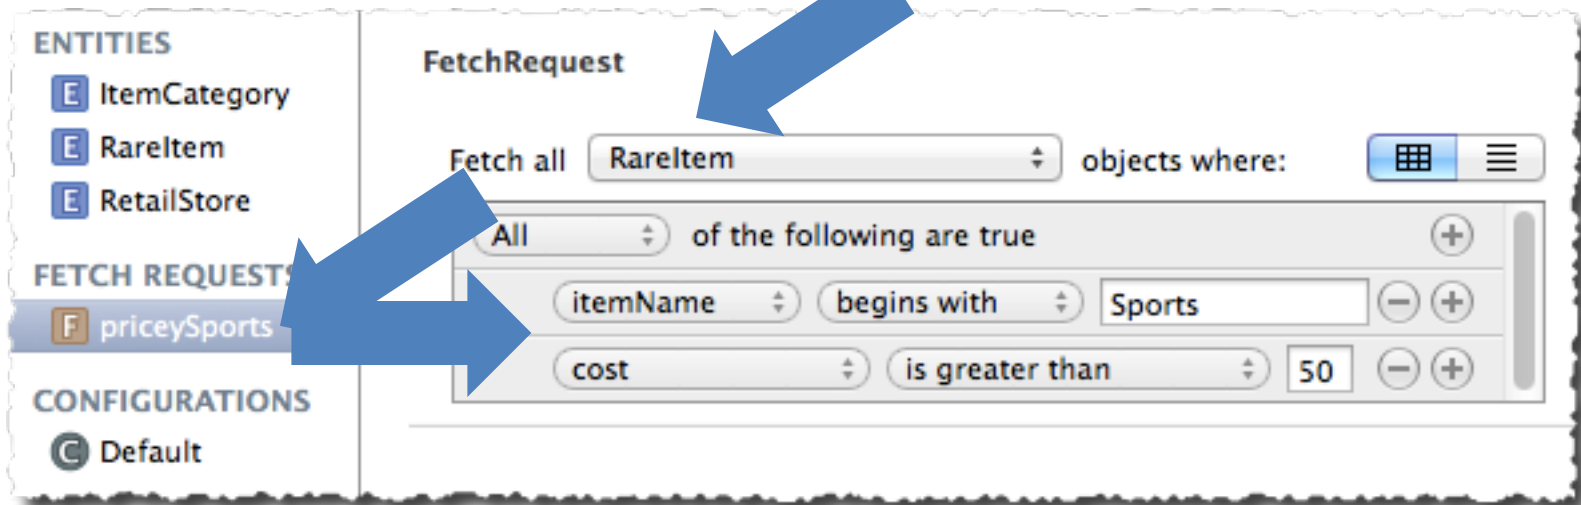 ENTITIES
E ItemCategory
E RareItem
E RetailStore
FETCH REQUESTS
F priceySports
CONFIGURATIONS
C Default
FetchRequest
Fetch all RareItem objects where:
All of the following are true
itemName begins with Sports
cost is greater than 50